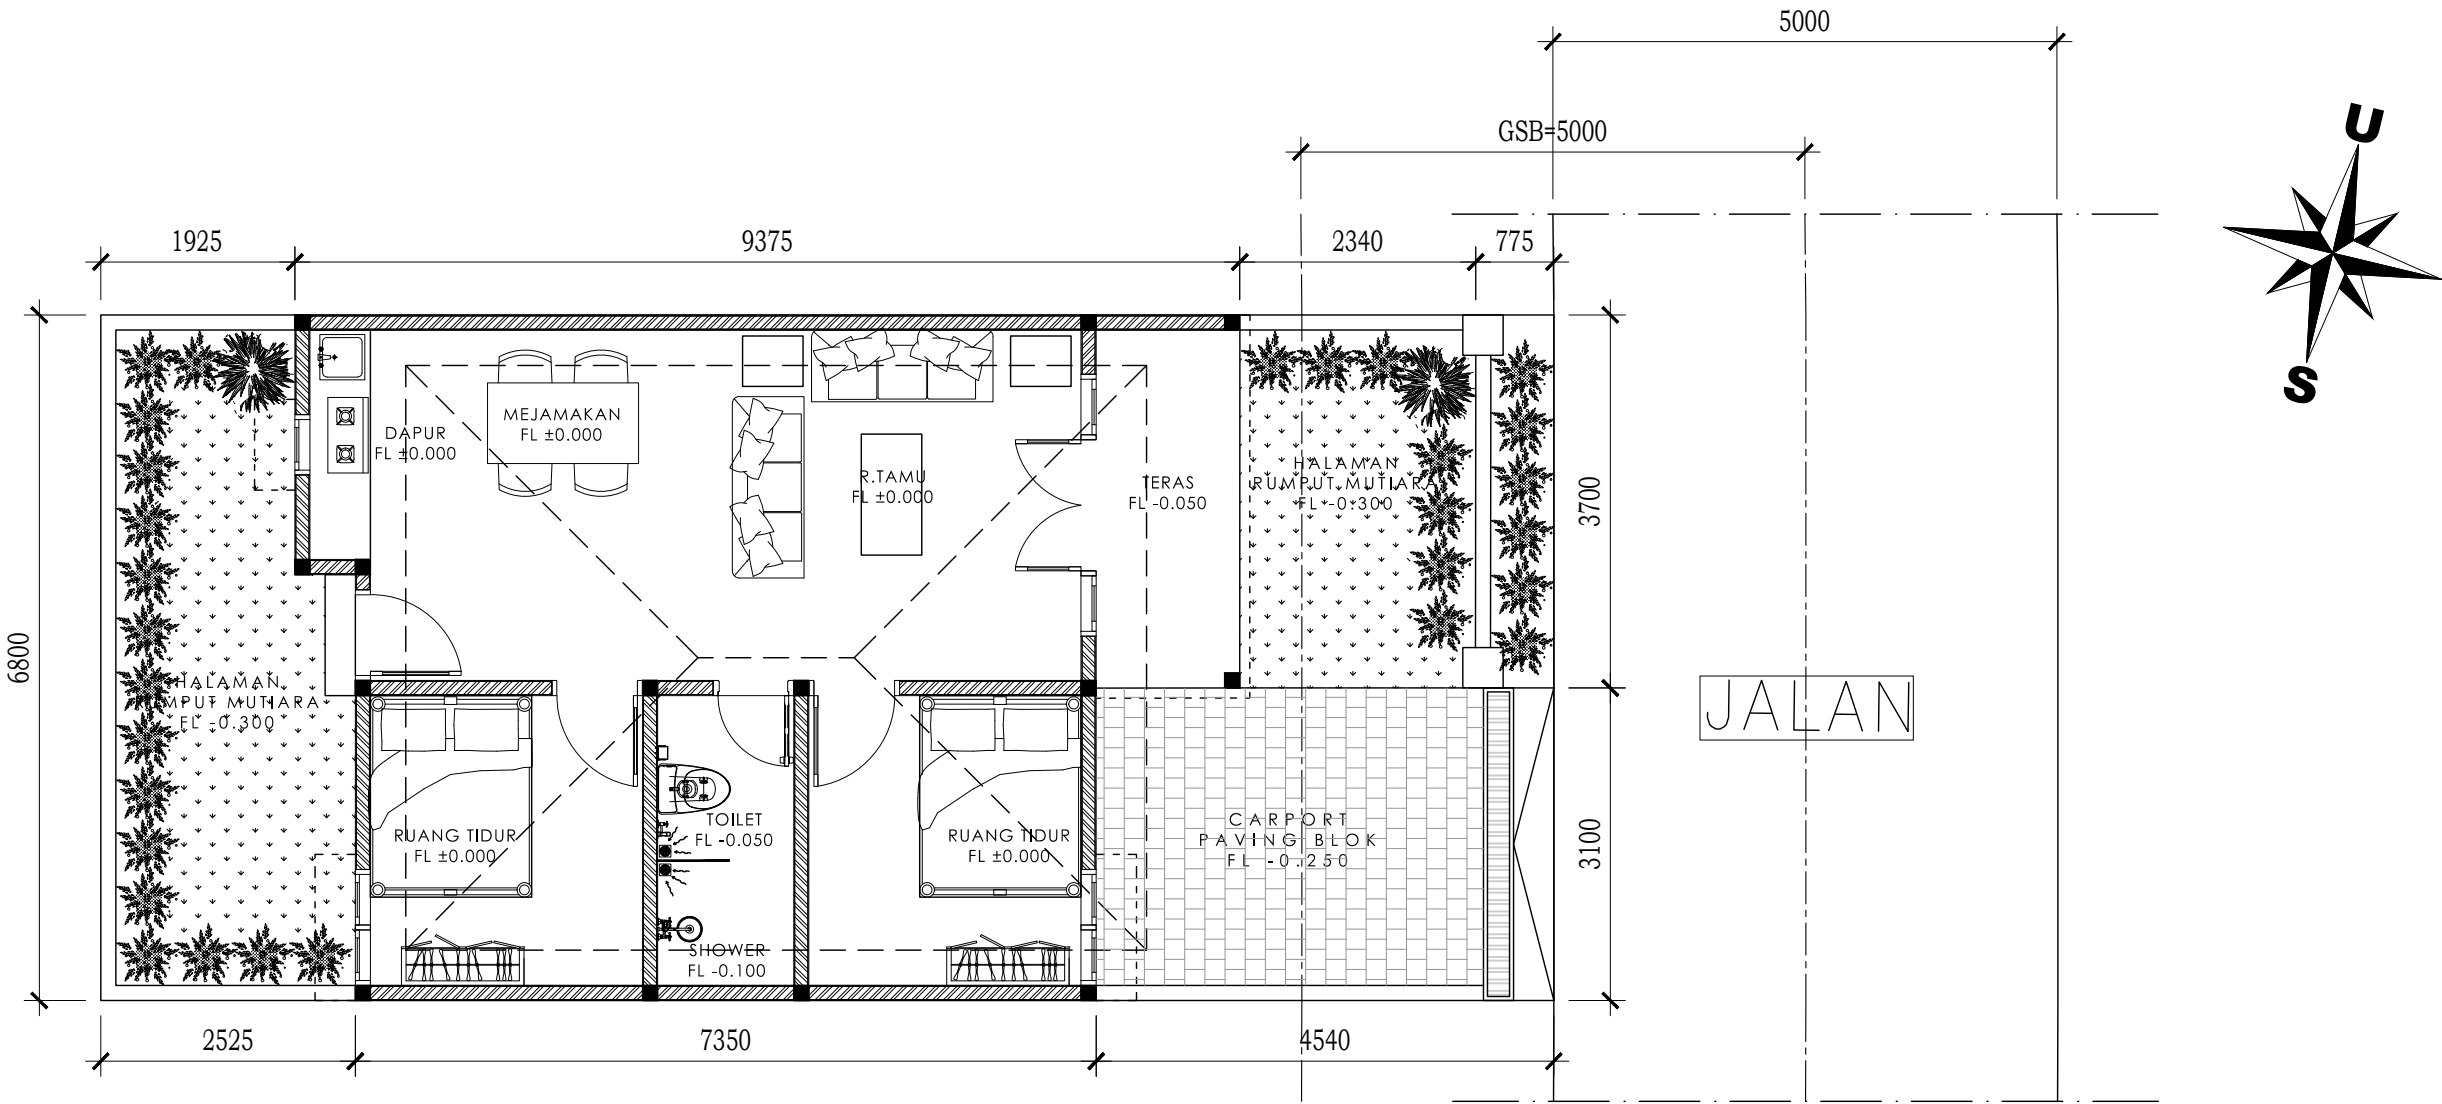 5000
GSB=5000
U
S
1925
9375
2340
775
MEJAMAKAN
FL ±0.000
DAPUR
FL ±0.000
R.TAMU
FL ±0.000
TERAS
FL -0.050
HALAMAN
RUMPUT MUTIARA
FL -0.300
3700
6800
HALAMAN
RUMPUT MUTIARA
FL -0.300
JALAN
RUANG TIDUR
FL ±0.000
TOILET
FL -0.050
RUANG TIDUR
FL ±0.000
CARPORT
PAVING BLOK
FL -0.250
3100
SHOWER
FL -0.100
2525
7350
4540